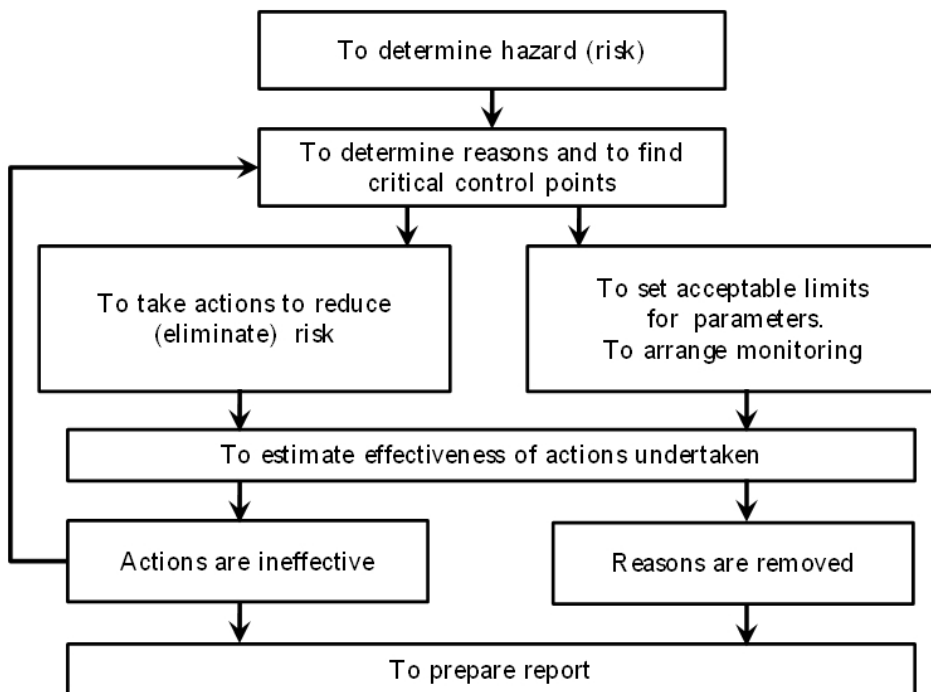 To determine hazard (risk)
To determine reasons and to find
critical control points
To take actions to reduce
(eliminate) risk
To set acceptable limits
for parameters.
To arrange monitoring
To estimate effectiveness of actions undertaken
Actions are ineffective
Reasons are removed
To prepare report